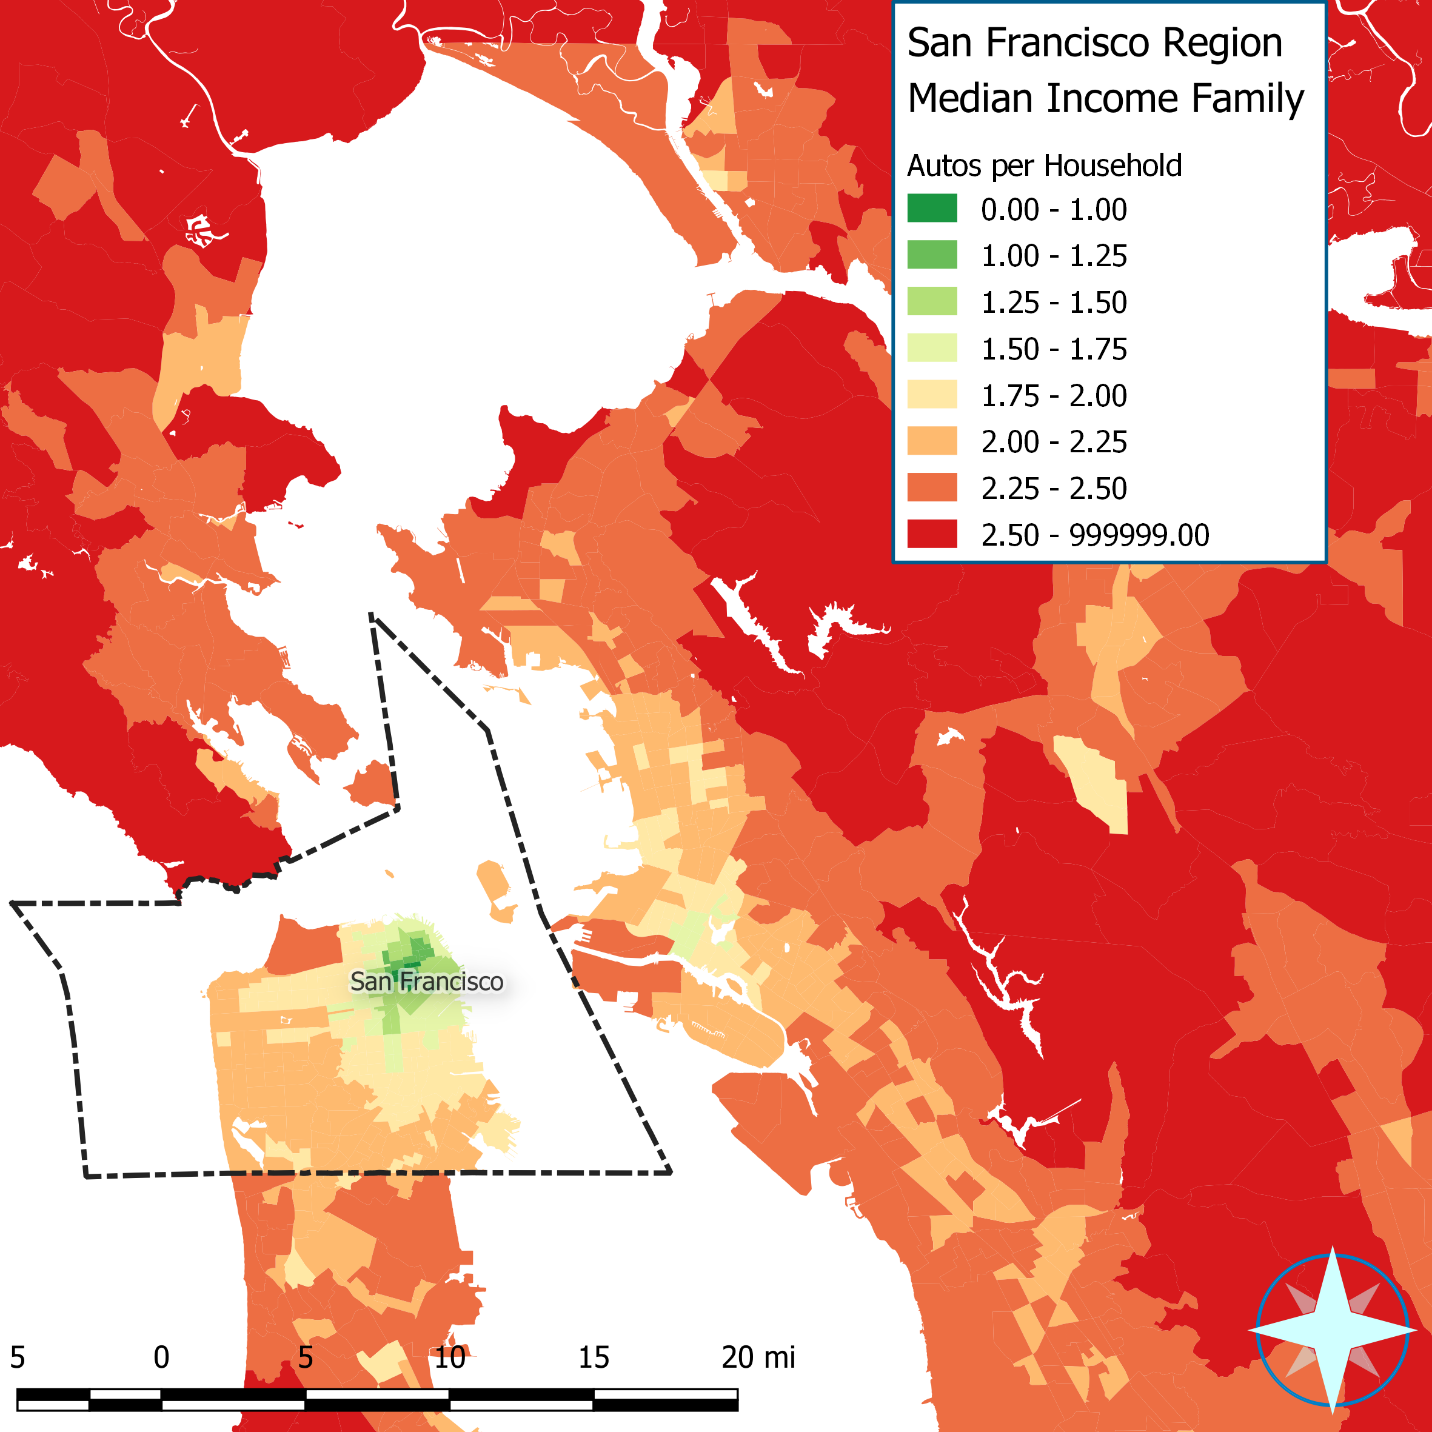 San Francisco Region
Median Income Family
Autos per Household
0.00 - 1.00
1.00 - 1.25
1.25 - 1.50
1.50 - 1.75
1.75 - 2.00
2.00 - 2.25
2.25 - 2.50
2.50 - 999999.00
San Francisco
5 0 5 10 15 20 mi